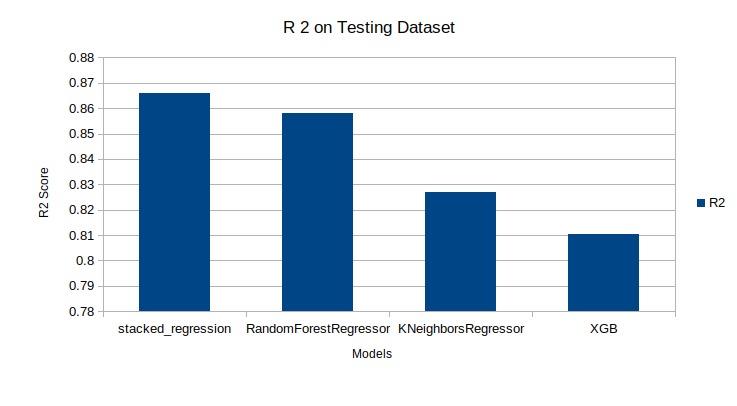 R 2 on Testing Dataset
0.88
0.87
0.86
0.85
0.84
0.83
0.82
0.81
0.8
0.79
0.78
R2 Score
R2
stacked_regression RandomForestRegressor KNeighborsRegressor XGB
Models